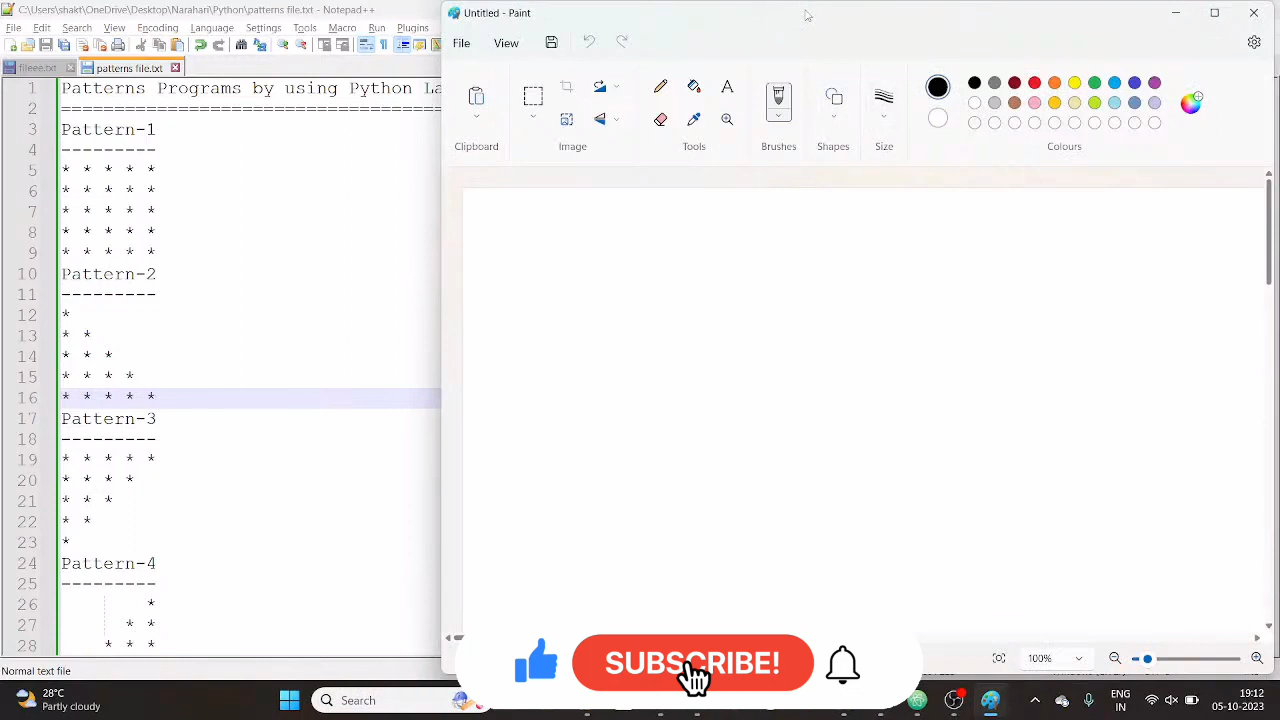 C:\Users\shakt\OneDrive\Desktop\Narahari\Python\patterns file.txt - Notepad++
File Edit Search View Encoding Language Settings Tools Macro Run Plugins
fileee.txt patterns file.txt
1 Patterns Programs by using Python La
2 ====================================
3 Pattern-1
4 ---------
5 * * * * *
6 * * * * *
7 * * * * *
8 * * * * *
9 * * * * *
10 Pattern-2
11 ---------
12 *
13 * *
14 * * *
15 * * * *
16 * * * * *
17 Pattern-3
18 ---------
19 * * * * *
20 * * * *
21 * * *
22 * *
23 *
24 Pattern-4
25 ---------
26 *
27 * *
28 * * *
file
Untitled - Paint
File View
Clipboard Image Tools Brushes Shapes Size Colours
100%
SUBSCRIBE!
28°C
Partly cloudy
Search
ENG
IN
19:12
05-10-2023